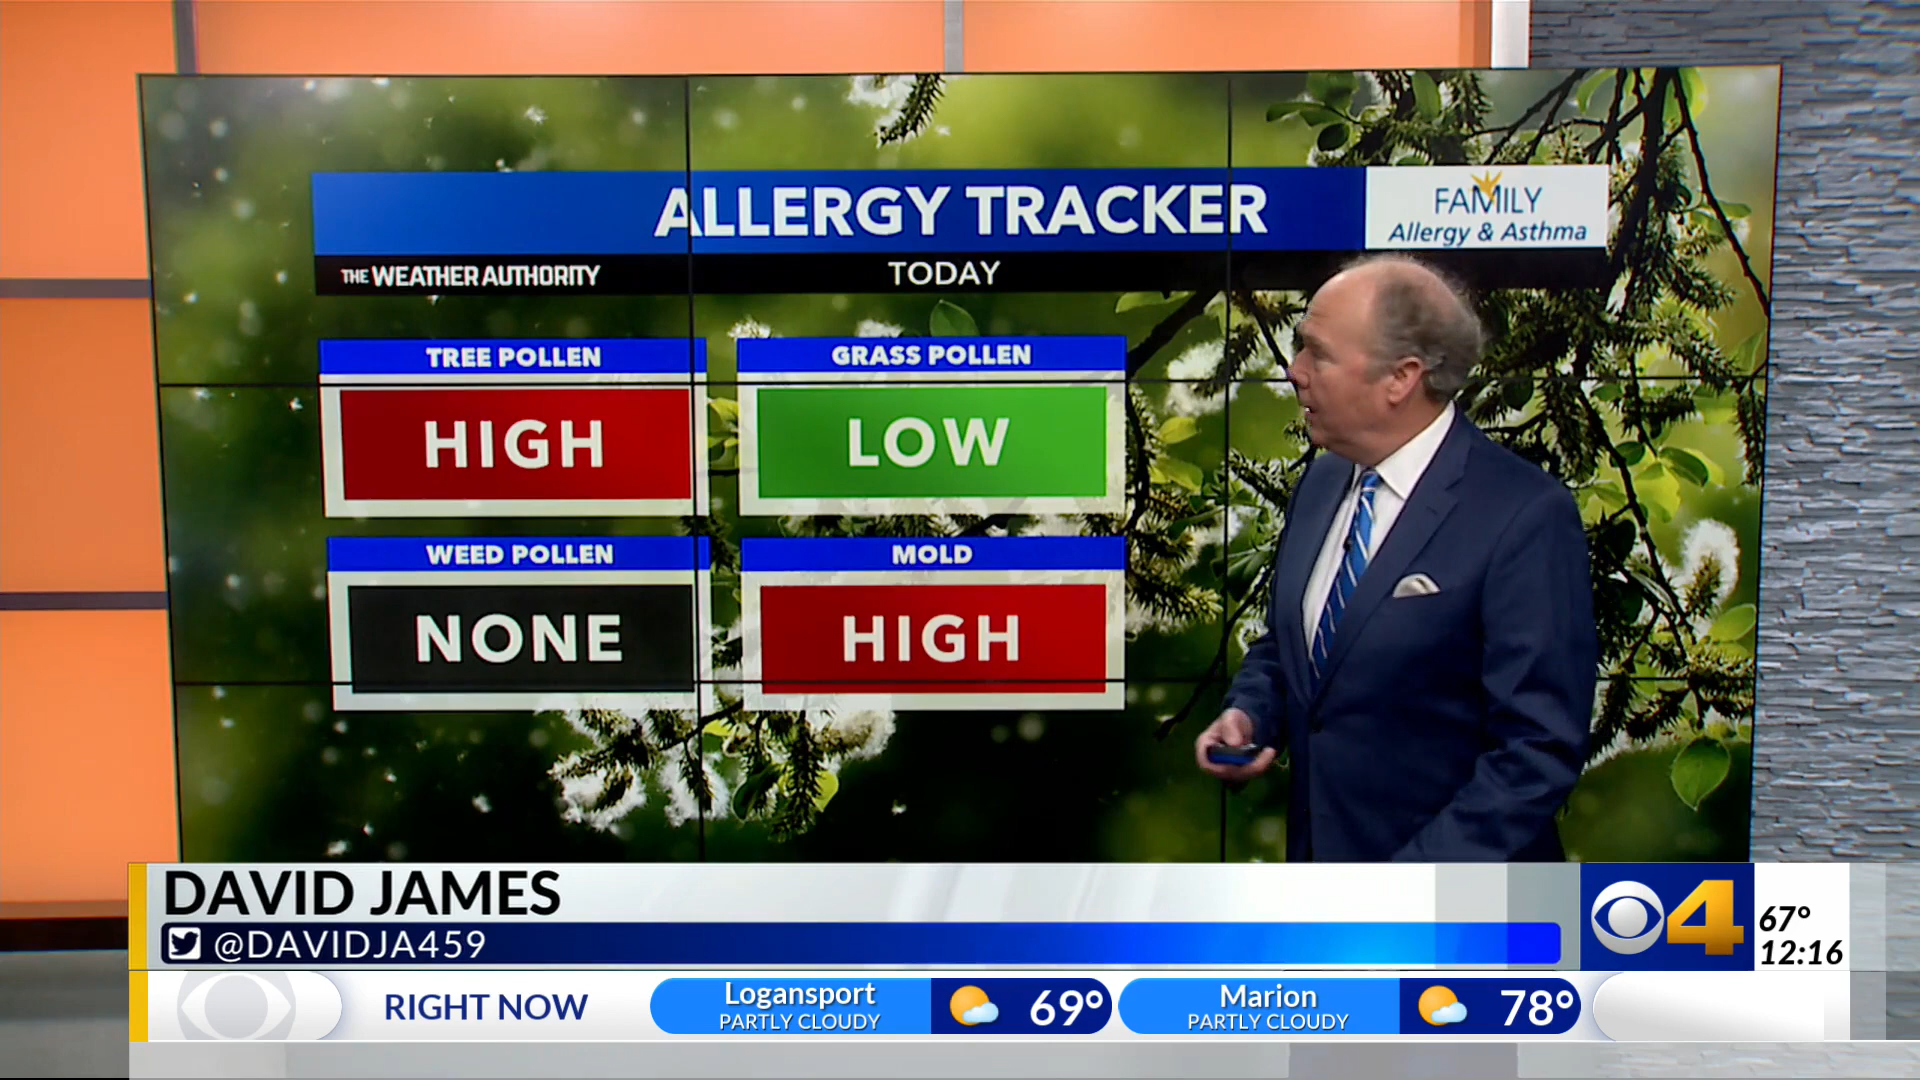 ALLERGY TRACKER
FAMILY
Allergy & Asthma
THE WEATHER AUTHORITY
TODAY
TREE POLLEN
HIGH
GRASS POLLEN
LOW
WEED POLLEN
NONE
MOLD
HIGH
DAVID JAMES
@DAVIDJA459
4
67°
12:16
RIGHT NOW
Logansport
PARTLY CLOUDY
69°
Marion
PARTLY CLOUDY
78°